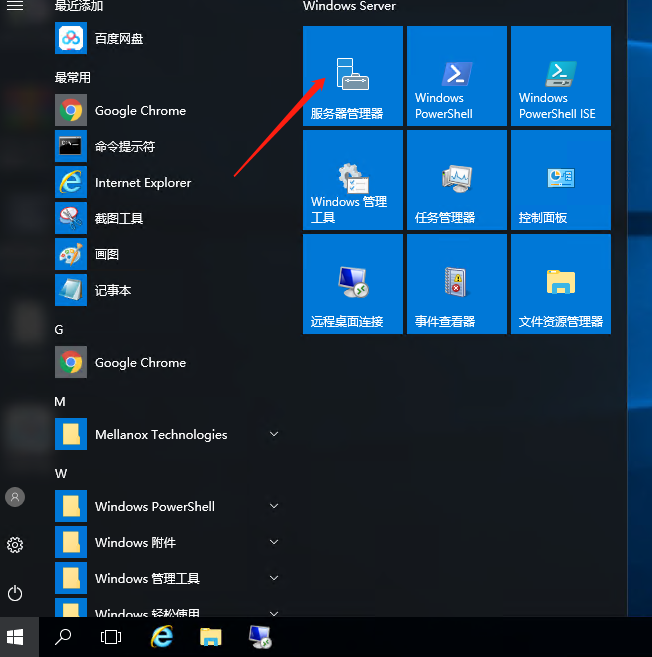 最近添加
百度网盘
最常用
Google Chrome
命令提示符
Internet Explorer
截图工具
画图
记事本
G
Google Chrome
M
Mellanox Technologies
W
Windows PowerShell
Windows 附件
Windows 管理工具
Windows 轻松使用
Windows Server
服务器管理器
Windows
PowerShell
Windows
PowerShell ISE
Windows 管理
工具
任务管理器
控制面板
远程桌面连接
事件查看器
文件资源管理器